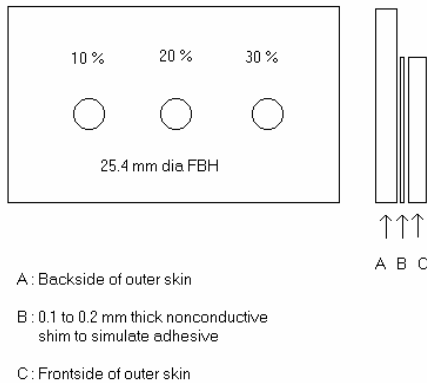 10 % 20 % 30 %
25.4 mm dia FBH
A B C
A : Backside of outer skin
B : 0.1 to 0.2 mm thick nonconductive
shim to simulate adhesive
C : Frontside of outer skin